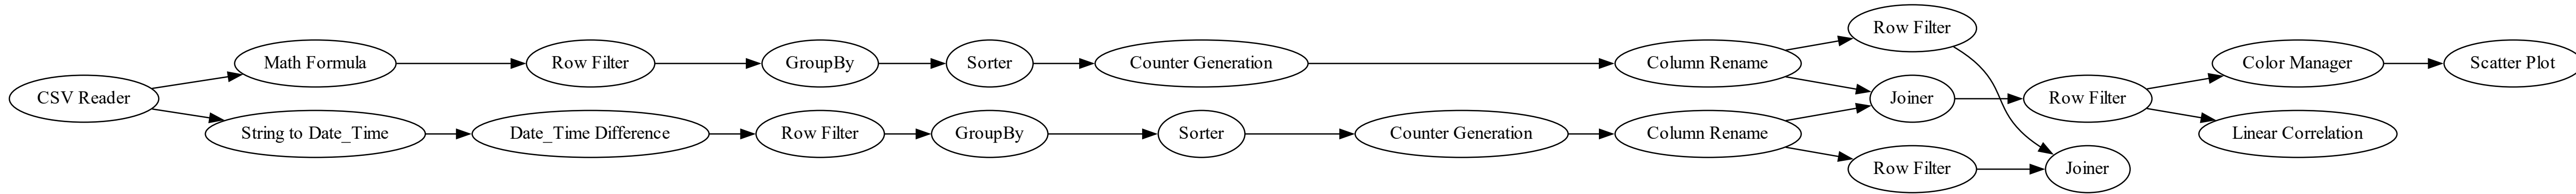 CSV Reader
Math Formula
Row Filter
GroupBy
Sorter
Counter Generation
Column Rename
Row Filter
String to Date_Time
Date_Time Difference
Row Filter
GroupBy
Sorter
Counter Generation
Column Rename
Row Filter
Joiner
Row Filter
Joiner
Color Manager
Scatter Plot
Linear Correlation